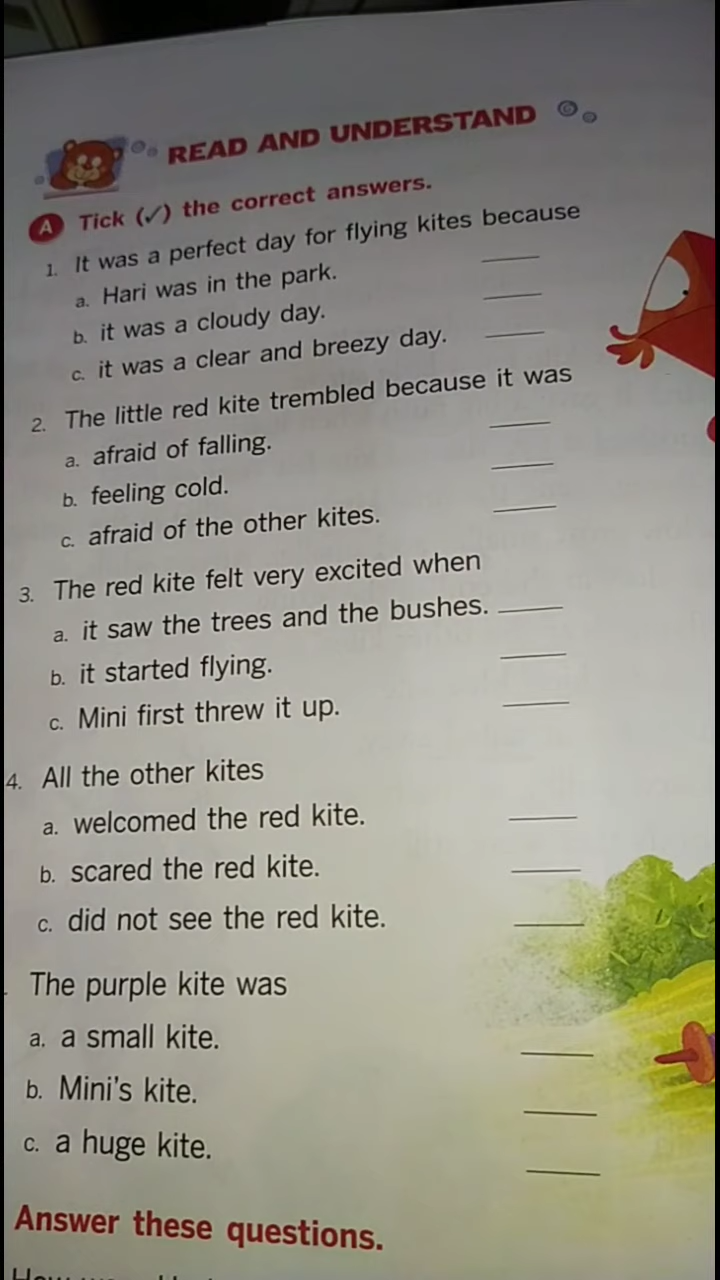 READ AND UNDERSTAND
A Tick (✓) the correct answers.
1. It was a perfect day for flying kites because
a. Hari was in the park.
b. it was a cloudy day.
c. it was a clear and breezy day.
2. The little red kite trembled because it was
a. afraid of falling.
b. feeling cold.
c. afraid of the other kites.
3. The red kite felt very excited when
a. it saw the trees and the bushes.
b. it started flying.
c. Mini first threw it up.
4. All the other kites
a. welcomed the red kite.
b. scared the red kite.
c. did not see the red kite.
The purple kite was
a. a small kite.
b. Mini's kite.
c. a huge kite.
Answer these questions.